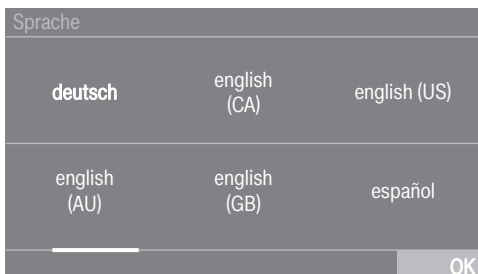 Sprache
deutsch
english
(CA)
english (US)
english
(AU)
english
(GB)
español
OK